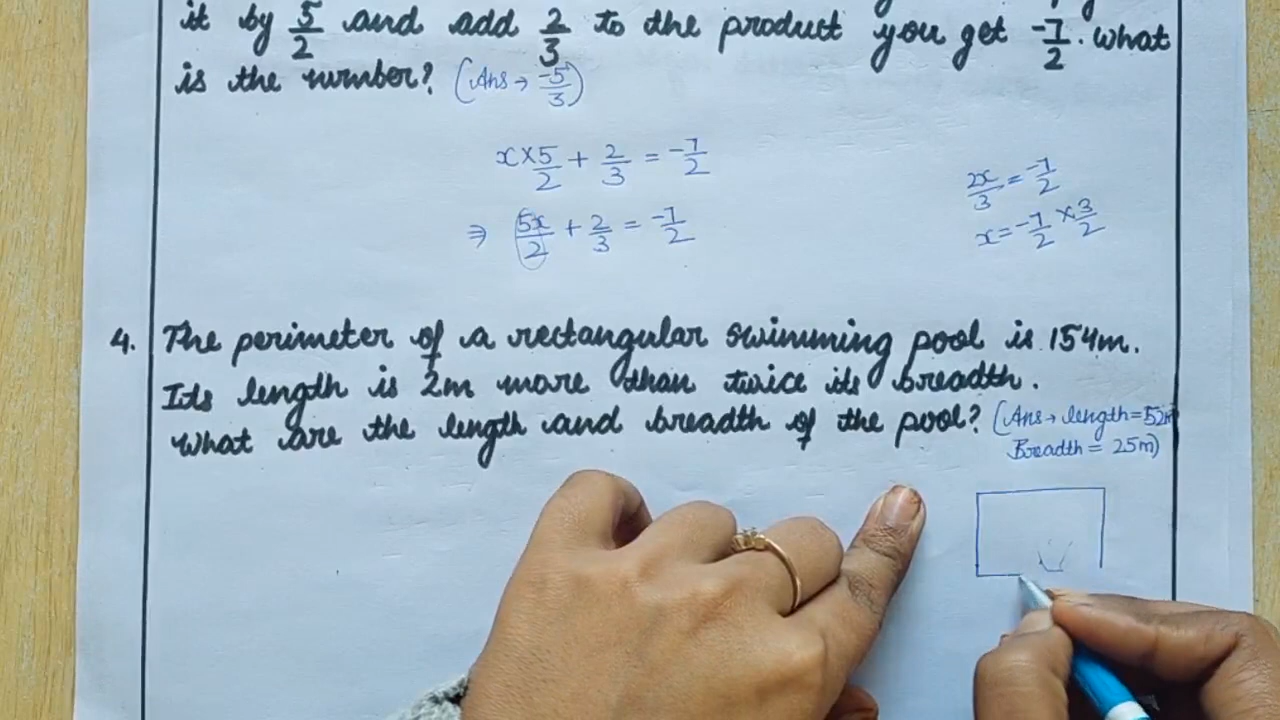 it by 5/2 and add 2/3 to the product you get -7/2. What
is the number? (Ans → -5/3)
x × 5/2 + 2/3 = -7/2
⇒ 5x/2 + 2/3 = -7/2
2x/3 = -7/2
x = -7/2 × 3/2
4. The perimeter of a rectangular swimming pool is 154m.
Its length is 2m more than twice its breadth.
What are the length and breadth of the pool? (Ans → length = 52m
Breadth = 25m)